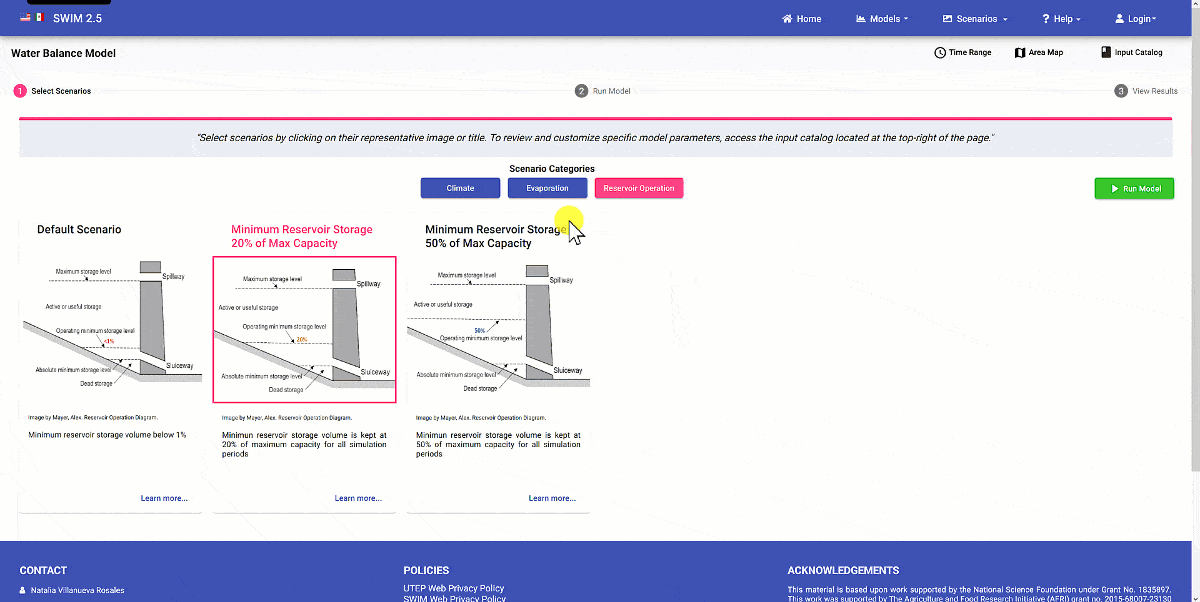 SWIM 2.5
Home
Models
Scenarios
Help
Login
Water Balance Model
Time Range
Area Map
Input Catalog
1 Select Scenarios
2 Run Model
3 View Results
"Select scenarios by clicking on their representative image or title. To review and customize specific model parameters, access the input catalog located at the top-right of the page."
Scenario Categories
Climate
Evaporation
Reservoir Operation
Run Model
Default Scenario
Maximum storage level
Spillway
Active or useful storage
Operating minimum storage level
<1%
Absolute minimum storage level
Sluiceway
Dead storage
Image by Mayer, Alex. Reservoir Operation Diagram.
Minimum reservoir storage volume below 1%
Learn more...
Minimum Reservoir Storage
20% of Max Capacity
Maximum storage level
Spillway
Active or useful storage
Operating minimum storage level
20%
Absolute minimum storage level
Sluiceway
Dead storage
Image by Mayer, Alex. Reservoir Operation Diagram.
Minimun reservoir storage volume is kept at
20% of maximum capacity for all simulation
periods
Learn more...
Minimum Reservoir Storage
50% of Max Capacity
Maximum storage level
Spillway
Active or useful storage
50%
Operating minimum storage level
Absolute minimum storage level
Sluiceway
Dead storage
Image by Mayer, Alex. Reservoir Operation Diagram.
Minimun reservoir storage volume is kept at
50% of maximum capacity for all simulation
periods
Learn more...
CONTACT
Natalia Villanueva Rosales
POLICIES
UTEP Web Privacy Policy
SWIM Web Privacy Policy
ACKNOWLEDGEMENTS
This material is based upon work supported by the National Science Foundation under Grant No. 1835897.
This work was supported by The Agriculture and Food Research Initiative (AFRI) grant no. 2015-68007-23130